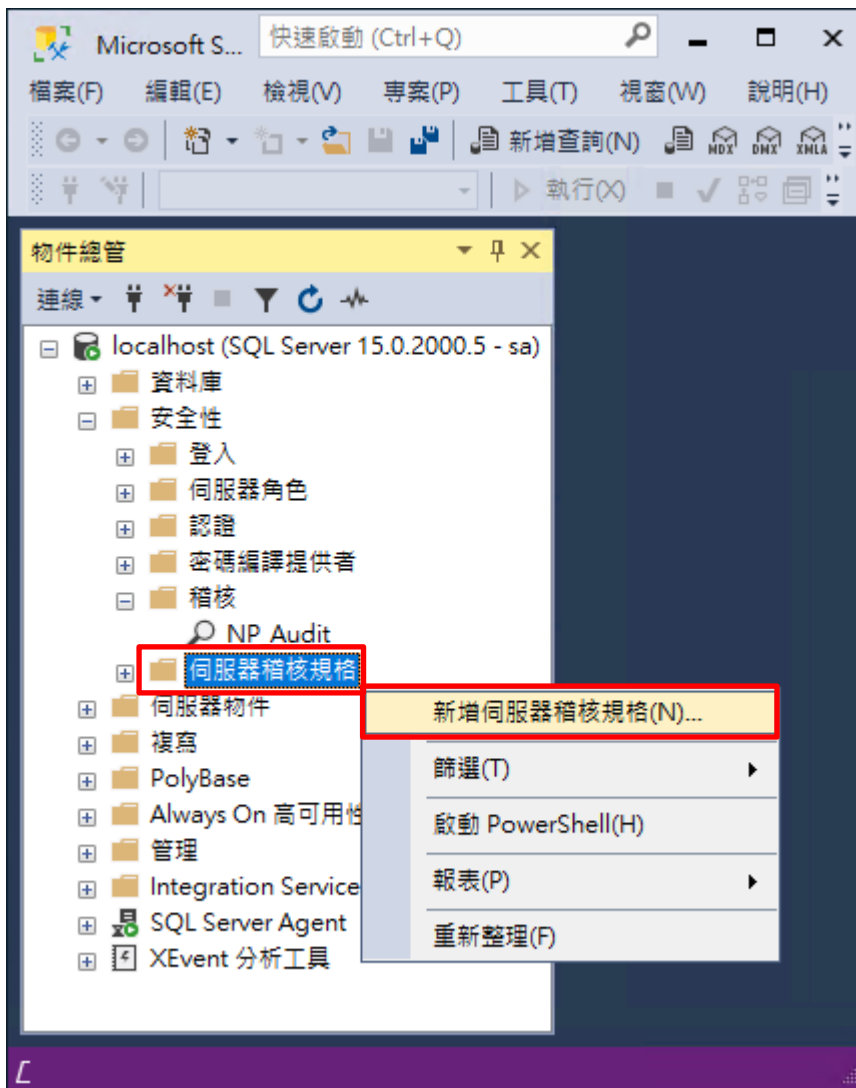 Microsoft S... 快速啟動 (Ctrl+Q)
檔案(F) 編輯(E) 檢視(V) 專案(P) 工具(T) 視窗(W) 說明(H)
新增查詢(N) MDX DMX XMLA
執行(X)
物件總管
連線
localhost (SQL Server 15.0.2000.5 - sa)
資料庫
安全性
登入
伺服器角色
認證
密碼編譯提供者
稽核
NP Audit
伺服器稽核規格
伺服器物件
複寫
PolyBase
Always On 高可用性
管理
Integration Service
SQL Server Agent
XEvent 分析工具
新增伺服器稽核規格(N)...
篩選(T)
啟動 PowerShell(H)
報表(P)
重新整理(F)